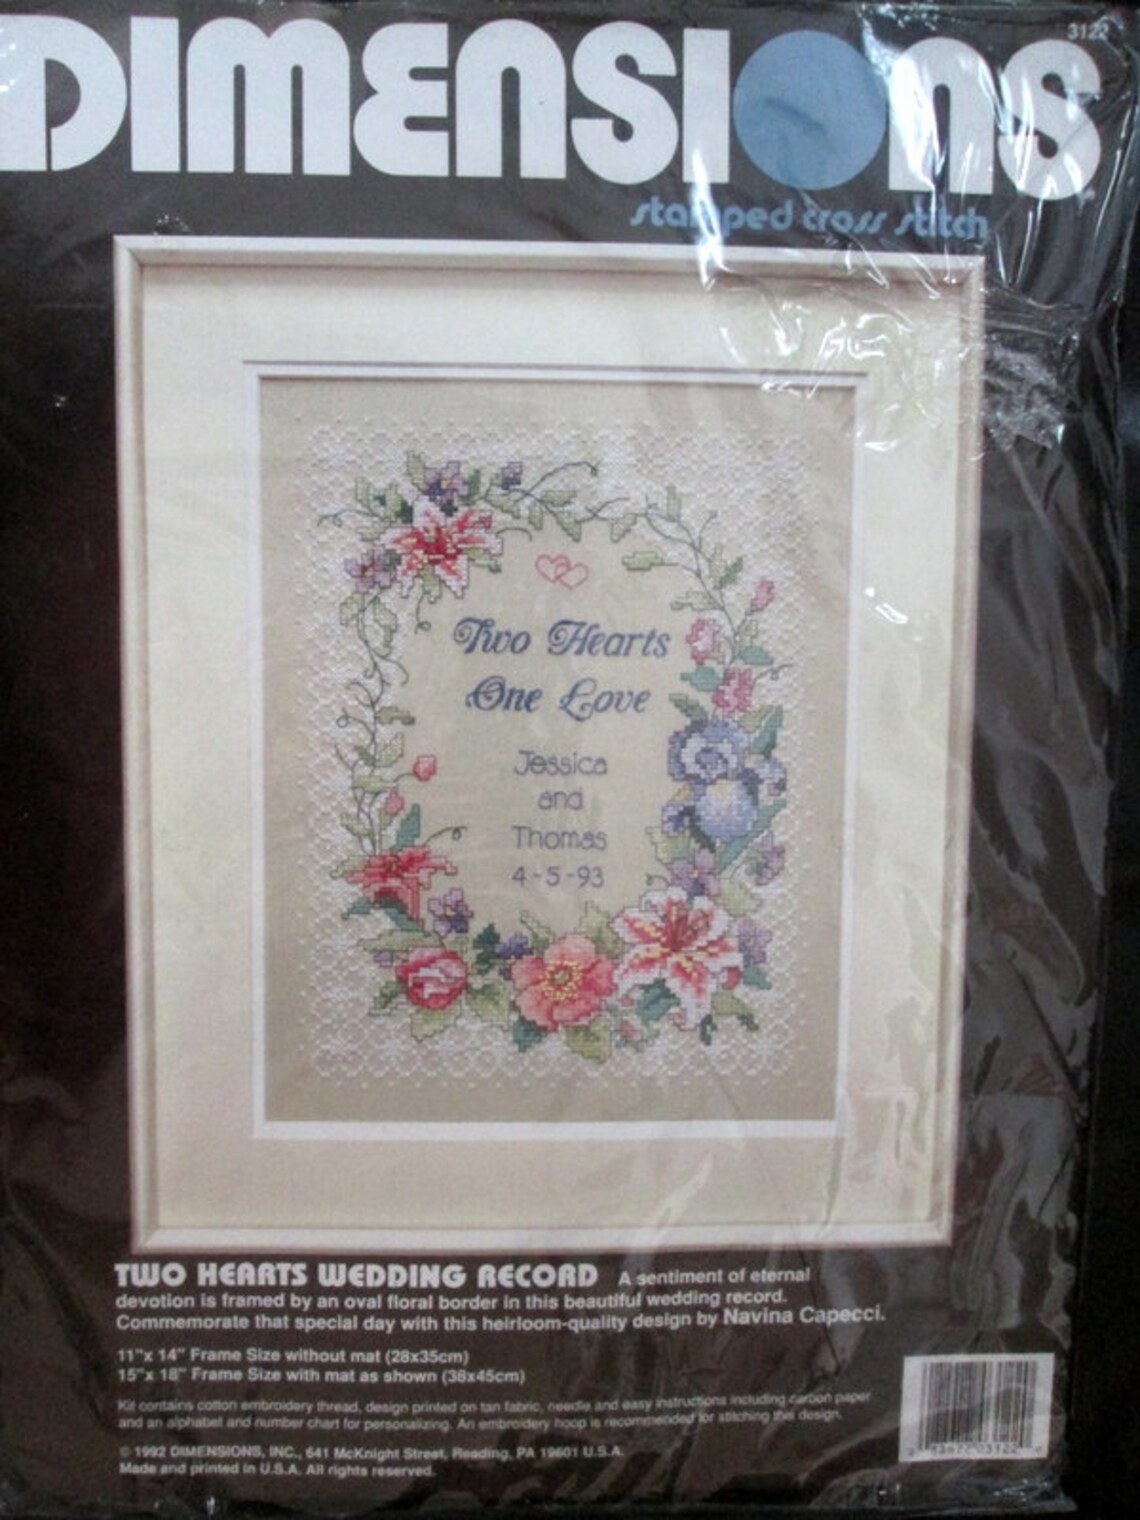 DIMENSIONS
3122
stamped cross stitch
Two Hearts
One Love
Jessica
and
Thomas
4-5-93
TWO HEARTS WEDDING RECORD A sentiment of eternal
devotion is framed by an oval floral border in this beautiful wedding record.
Commemorate that special day with this heirloom-quality design by Navina Capecci.
11"x 14" Frame Size without mat (28x35cm)
15"x 18" Frame Size with mat as shown (38x45cm)
Kit contains cotton embroidery thread, design printed on tan fabric, needle and easy instructions including carbon paper
and an alphabet and number chart for personalizing. An embroidery hoop is recommended for stitching this design.
© 1992 DIMENSIONS, INC., 641 McKnight Street, Reading, PA 19601 U.S.A.
Made and printed in U.S.A. All rights reserved.